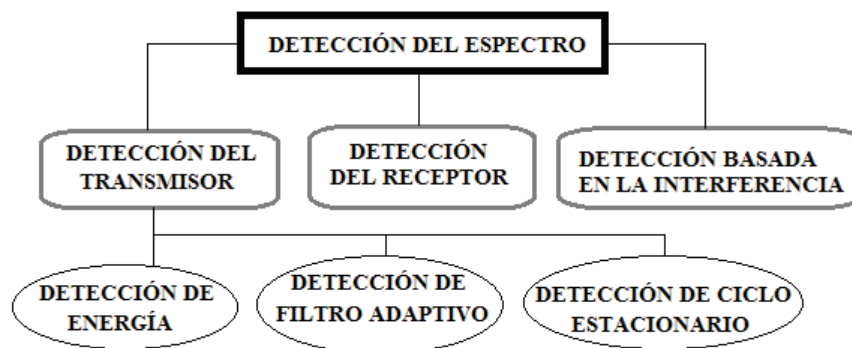 DETECCIÓN DEL ESPECTRO
DETECCIÓN DEL
TRANSMISOR
DETECCIÓN
DEL RECEPTOR
DETECCIÓN BASADA
EN LA INTERFERENCIA
DETECCIÓN DE
ENERGÍA
DETECCIÓN DE
FILTRO ADAPTIVO
DETECCIÓN DE CICLO
ESTACIONARIO